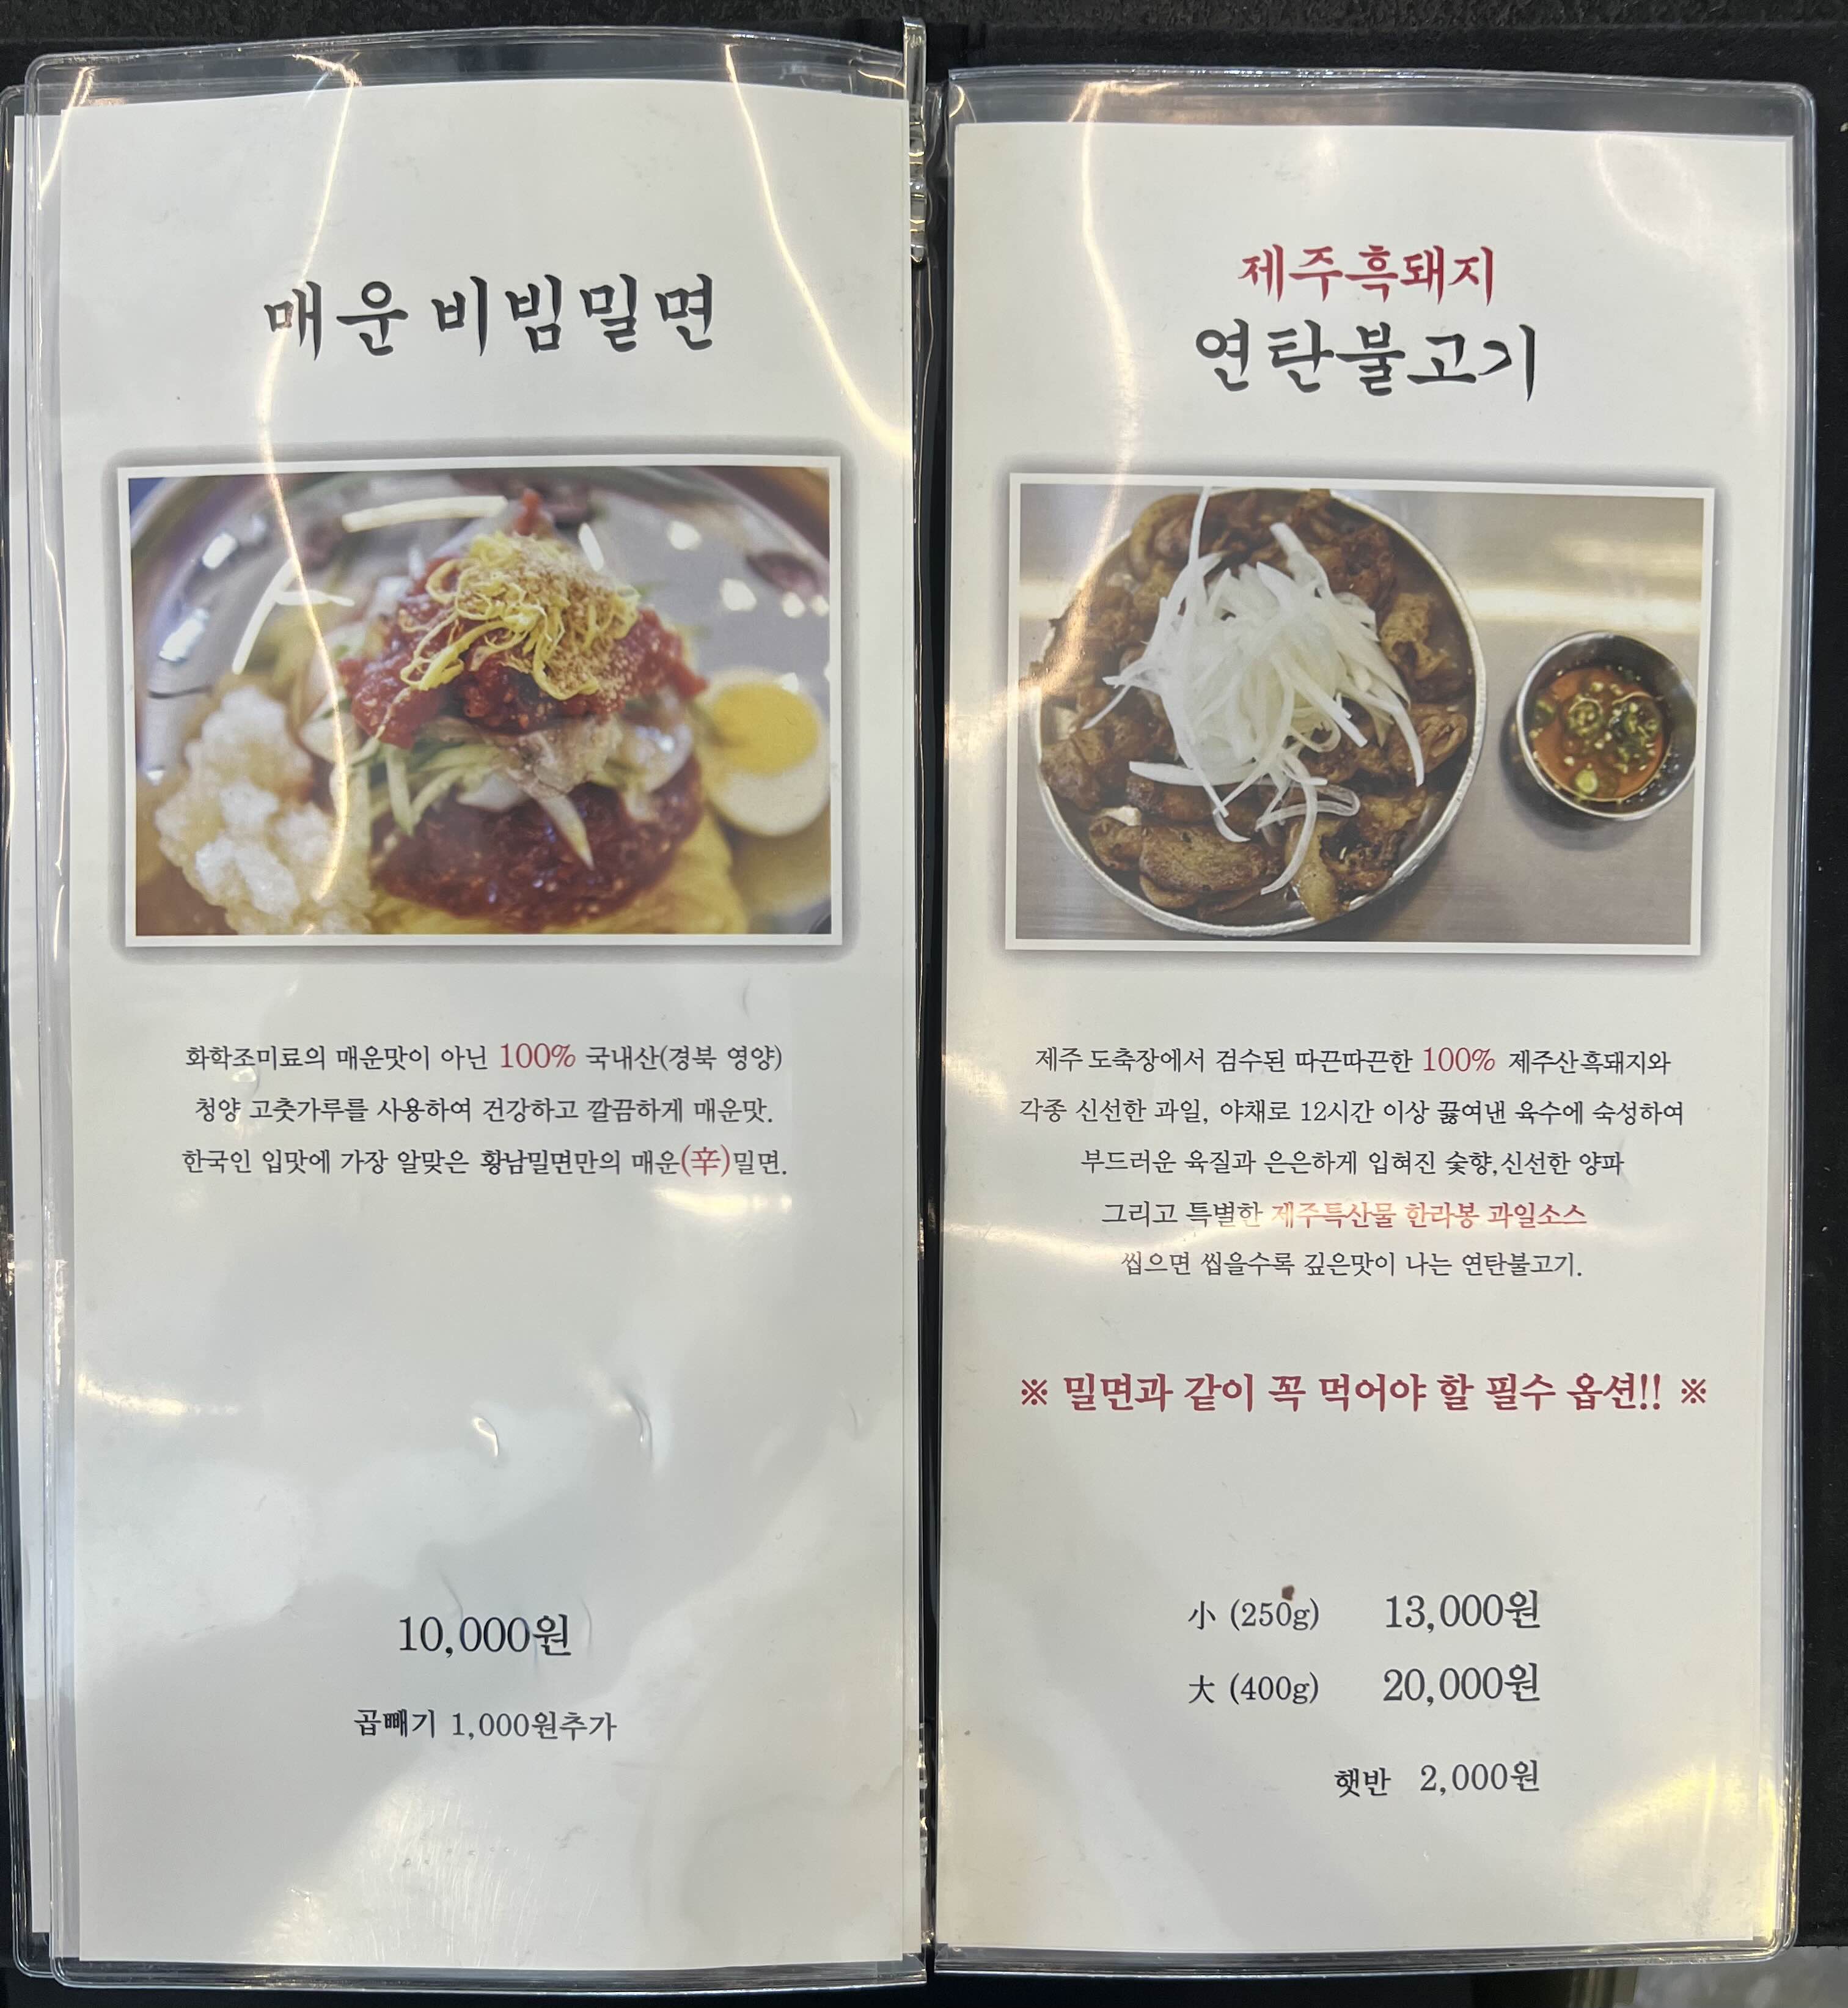 매운 비빔밀면
화학조미료의 매운맛이 아닌 100% 국내산(경북 영양)
청양 고춧가루를 사용하여 건강하고 깔끔하게 매운맛.
한국인 입맛에 가장 알맞은 황남밀면만의 매운(辛)밀면.
10,000원
곱빼기 1,000원추가
제주흑돼지
연탄불고기
제주 도축장에서 검수된 따끈따끈한 100% 제주산흑돼지와
각종 신선한 과일, 야채로 12시간 이상 끓여낸 육수에 숙성하여
부드러운 육질과 은은하게 입혀진 숯향,신선한 양파
그리고 특별한 제주특산물 한라봉 과일소스
씹으면 씹을수록 깊은맛이 나는 연탄불고기.
※ 밀면과 같이 꼭 먹어야 할 필수 옵션!! ※
小 (250g) 13,000원
大 (400g) 20,000원
햇반 2,000원